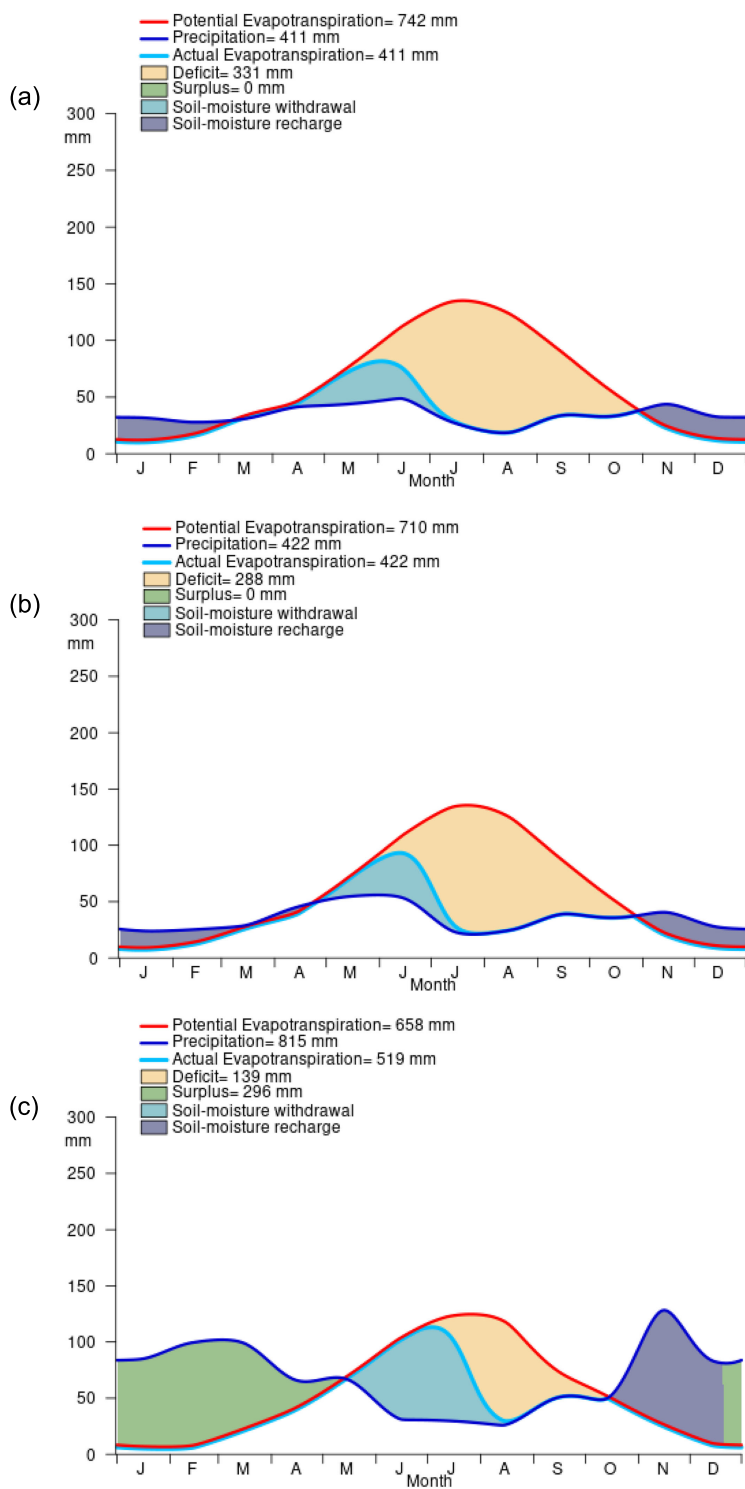 Potential Evapotranspiration= 742 mm
Precipitation= 411 mm
Actual Evapotranspiration= 411 mm
Deficit= 331 mm
Surplus= 0 mm
Soil-moisture withdrawal
Soil-moisture recharge
(a)
300
mm
250
200
150
100
50
0
J F M A M J J A S O N D
Month
Potential Evapotranspiration= 710 mm
Precipitation= 422 mm
Actual Evapotranspiration= 422 mm
Deficit= 288 mm
Surplus= 0 mm
Soil-moisture withdrawal
Soil-moisture recharge
(b)
300
mm
250
200
150
100
50
0
J F M A M J J A S O N D
Month
Potential Evapotranspiration= 658 mm
Precipitation= 815 mm
Actual Evapotranspiration= 519 mm
Deficit= 139 mm
Surplus= 296 mm
Soil-moisture withdrawal
Soil-moisture recharge
(c)
300
mm
250
200
150
100
50
0
J F M A M J J A S O N D
Month